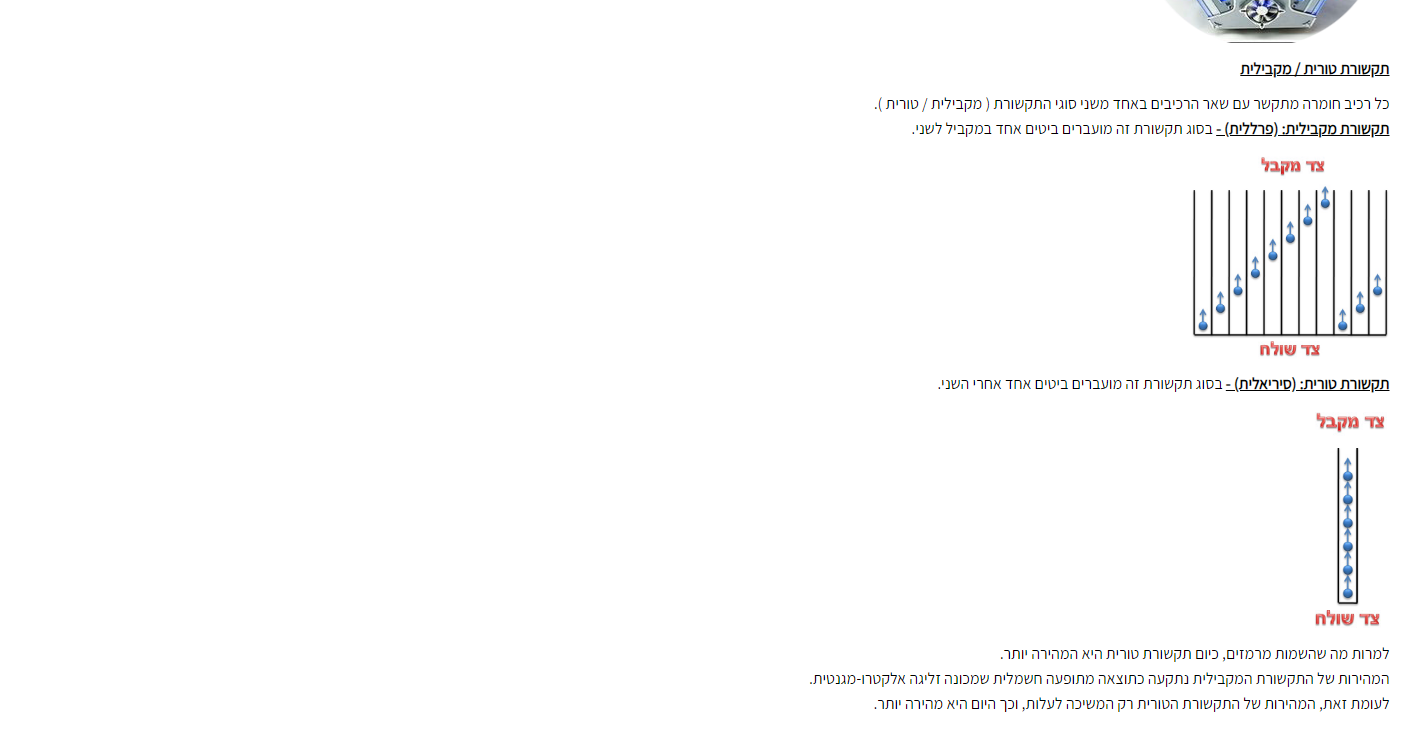 תקשורת טורית / מקבילית
כל רכיב חומרה מתקשר עם שאר הרכיבים באחד משני סוגי התקשורת ( מקבילית / טורית ).
תקשורת מקבילית: (פרללית) - בסוג תקשורת זה מועברים ביטים אחד במקביל לשני.
צד מקבל
צד שולח
תקשורת טורית: (סיריאלית) - בסוג תקשורת זה מועברים ביטים אחד אחרי השני.
צד מקבל
צד שולח
למרות מה שהשמות מרמזים, כיום תקשורת טורית היא המהירה יותר.
המהירות של התקשורת המקבילית נתקעה כתוצאה מתופעה חשמלית שמכונה זליגה אלקטרו-מגנטית.
לעומת זאת, המהירות של התקשורת הטורית רק המשיכה לעלות, וכך היום היא מהירה יותר.